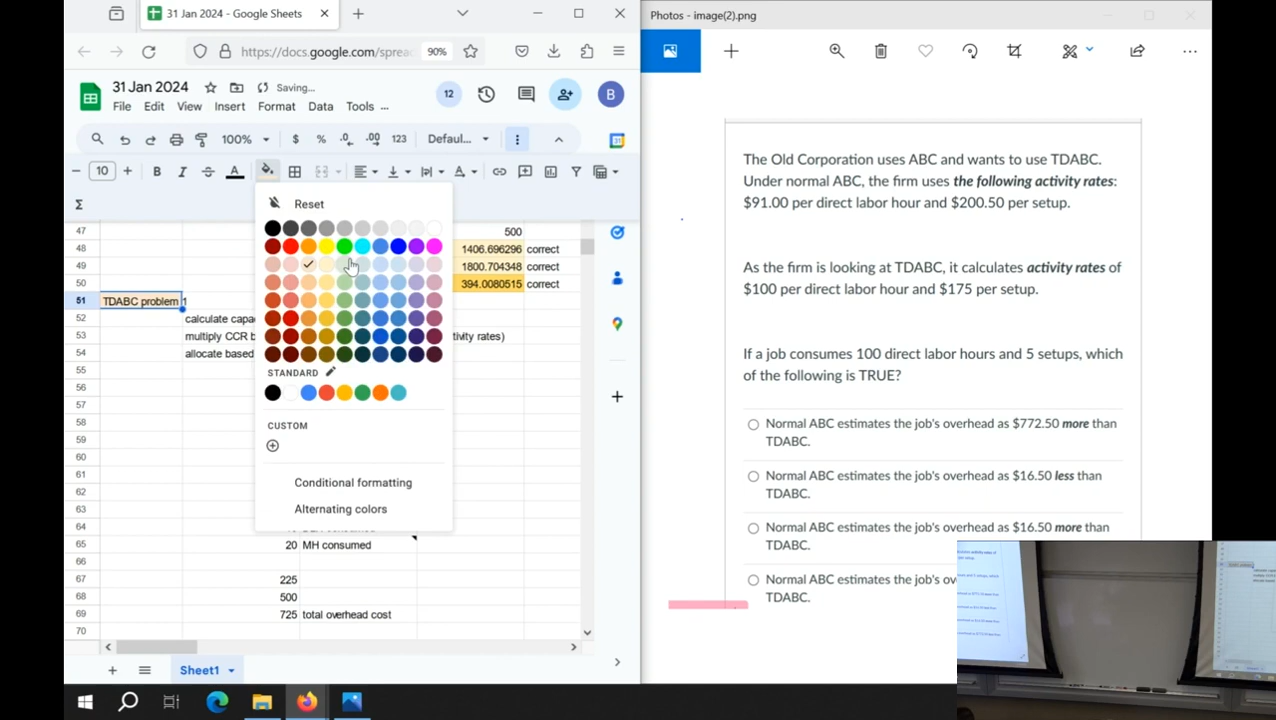 31 Jan 2024 - Google Sheets
https://docs.google.com/sprea
90%
31 Jan 2024
Saving...
12
B
File Edit View Insert Format Data Tools ...
100%
$ % .0 .00 123 Defaul...
10
B I A
Reset
47 500
48 1406.696296 correct
49 1800.704348 correct
50 394.0080515 correct
51 TDABC problem 1
52 calculate capa
53 multiply CCR b tivity rates)
54 allocate based
55
56
57
58
59
60
61
62
63
64
65 20 MH consumed
66
67 225
68 500
69 725 total overhead cost
70
STANDARD
CUSTOM
Conditional formatting
Alternating colors
Sheet1
Photos - image(2).png
The Old Corporation uses ABC and wants to use TDABC.
Under normal ABC, the firm uses the following activity rates:
$91.00 per direct labor hour and $200.50 per setup.
As the firm is looking at TDABC, it calculates activity rates of
$100 per direct labor hour and $175 per setup.
If a job consumes 100 direct labor hours and 5 setups, which
of the following is TRUE?
Normal ABC estimates the job's overhead as $772.50 more than
TDABC.
Normal ABC estimates the job's overhead as $16.50 less than
TDABC.
Normal ABC estimates the job's overhead as $16.50 more than
TDABC.
Normal ABC estimates the job's ov
TDABC.